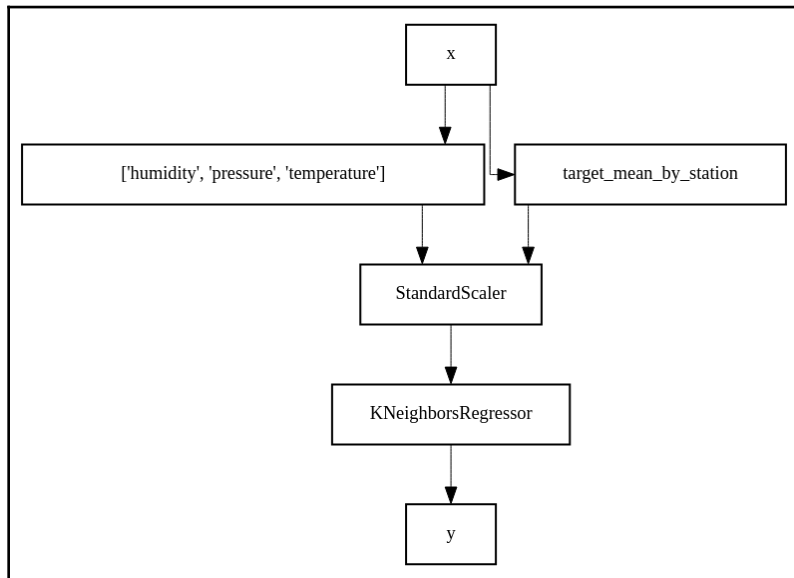 x
['humidity', 'pressure', 'temperature']
target_mean_by_station
StandardScaler
KNeighborsRegressor
y